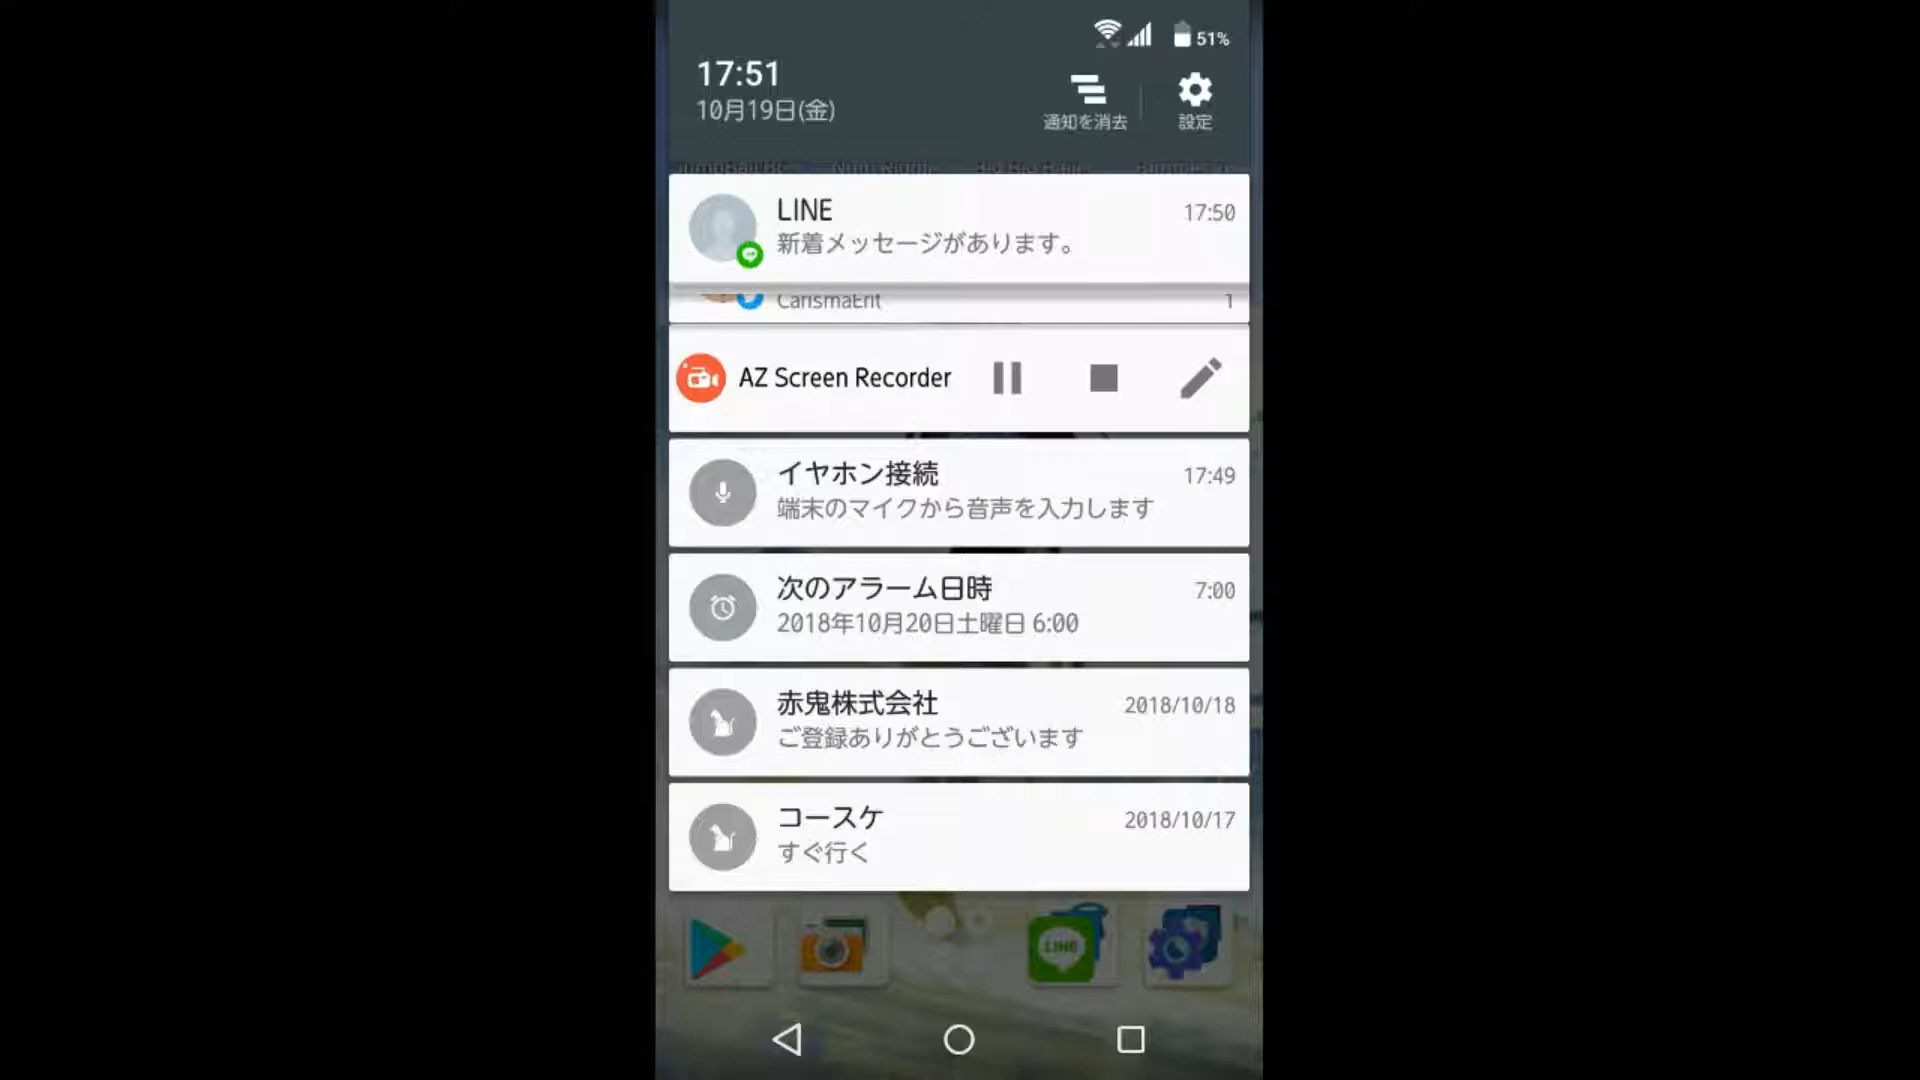 51%
17:51
10月19日(金)
通知を消去
設定
LINE
17:50
新着メッセージがあります。
CarismaErit
1
AZ Screen Recorder
イヤホン接続
17:49
端末のマイクから音声を入力します
次のアラーム日時
7:00
2018年10月20日土曜日 6:00
赤鬼株式会社
2018/10/18
ご登録ありがとうございます
コースケ
2018/10/17
すぐ行く
LINE